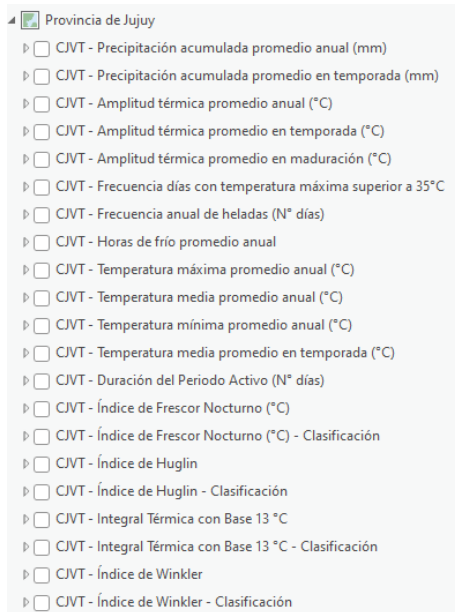 Provincia de Jujuy
CJVT - Precipitación acumulada promedio anual (mm)
CJVT - Precipitación acumulada promedio en temporada (mm)
CJVT - Amplitud térmica promedio anual (°C)
CJVT - Amplitud térmica promedio en temporada (°C)
CJVT - Amplitud térmica promedio en maduración (°C)
CJVT - Frecuencia días con temperatura máxima superior a 35°C
CJVT - Frecuencia anual de heladas (N° días)
CJVT - Horas de frío promedio anual
CJVT - Temperatura máxima promedio anual (°C)
CJVT - Temperatura media promedio anual (°C)
CJVT - Temperatura mínima promedio anual (°C)
CJVT - Temperatura media promedio en temporada (°C)
CJVT - Duración del Periodo Activo (N° días)
CJVT - Índice de Frescor Nocturno (°C)
CJVT - Índice de Frescor Nocturno (°C) - Clasificación
CJVT - Índice de Huglin
CJVT - Índice de Huglin - Clasificación
CJVT - Integral Térmica con Base 13 °C
CJVT - Integral Térmica con Base 13 °C - Clasificación
CJVT - Índice de Winkler
CJVT - Índice de Winkler - Clasificación